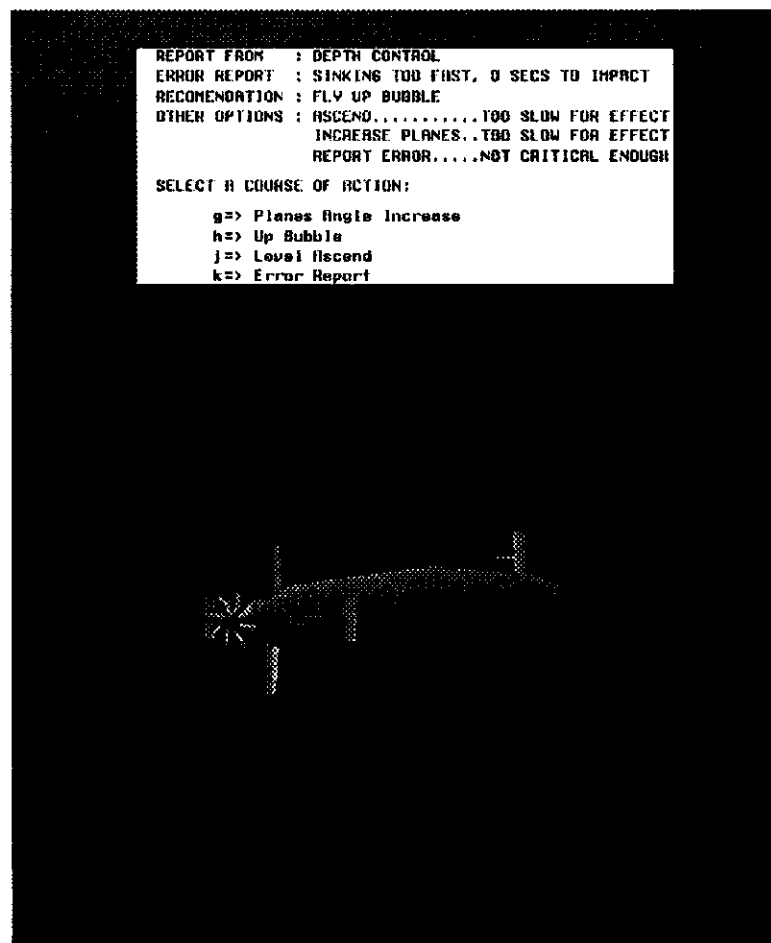 REPORT FROM : DEPTH CONTROL
ERROR REPORT : SINKING TOO FAST, 0 SECS TO IMPACT
RECOMENDATION : FLY UP BUBBLE
OTHER OPTIONS : ASCEND...........TOO SLOW FOR EFFECT
INCREASE PLANES..TOO SLOW FOR EFFECT
REPORT ERROR.....NOT CRITICAL ENOUGH
SELECT A COURSE OF ACTION:
g=> Planes Angle Increase
h=> Up Bubble
j=> Level Ascend
k=> Error Report